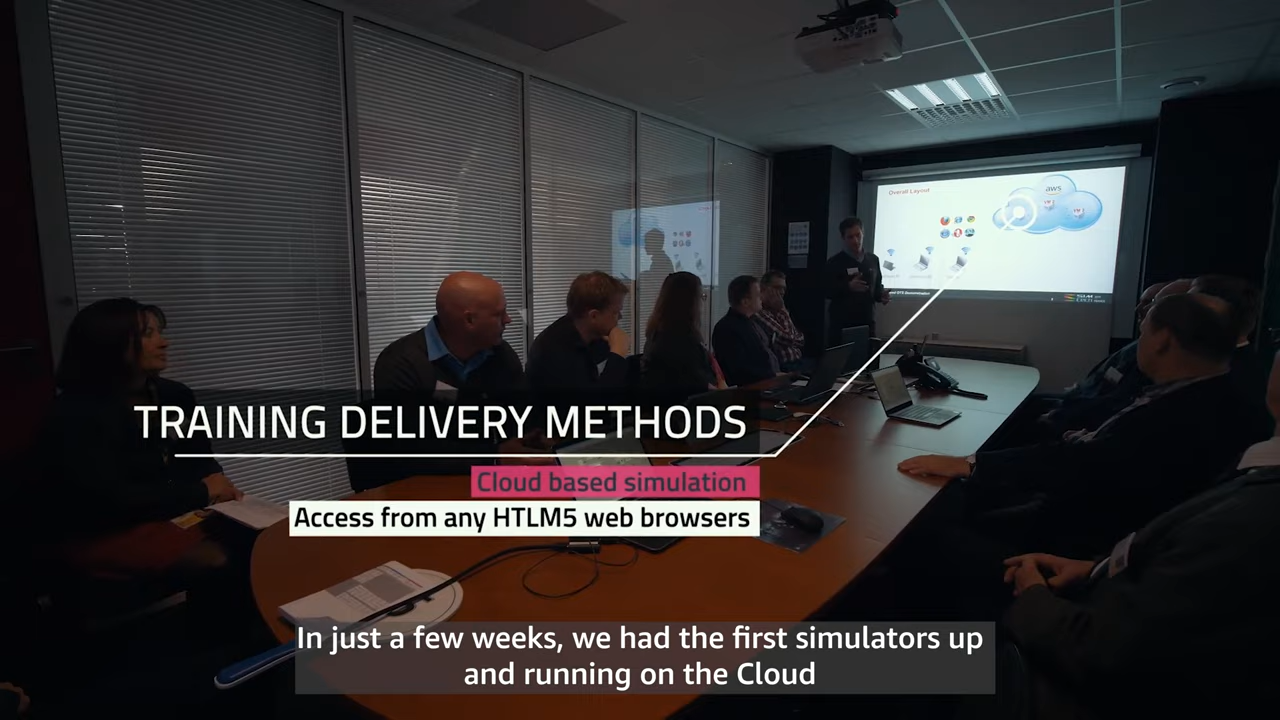 Overall Layout
aws
TRAINING DELIVERY METHODS
Cloud based simulation
Access from any HTLM5 web browsers
In just a few weeks, we had the first simulators up
and running on the Cloud